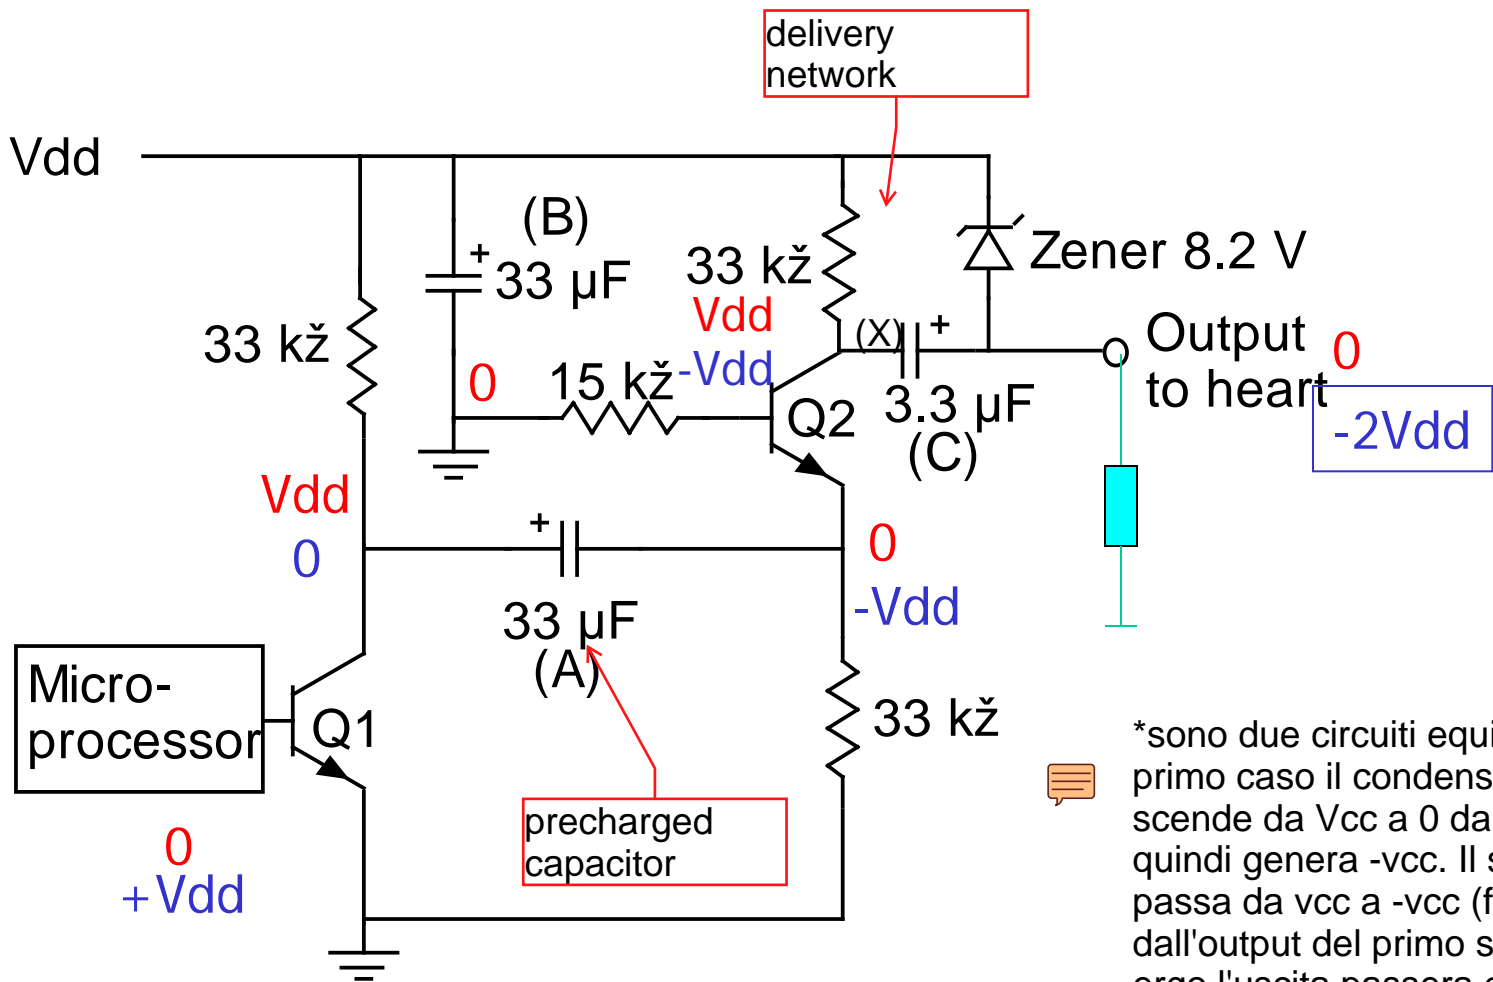 delivery
network
Vdd
(B)
+
33 µF
33 kž
Vdd
-Vdd
(X)
+
Zener 8.2 V
33 kž
0
15 kž
Q2
3.3 µF
(C)
Output
to heart
0
-2Vdd
Vdd
0
+
33 µF
(A)
0
-Vdd
Micro-
processor
Q1
33 kž
0
+Vdd
precharged
capacitor
*sono due circuiti equi
primo caso il condens
scende da Vcc a 0 da
quindi genera -vcc. Il s
passa da vcc a -vcc (f
dall'output del primo s